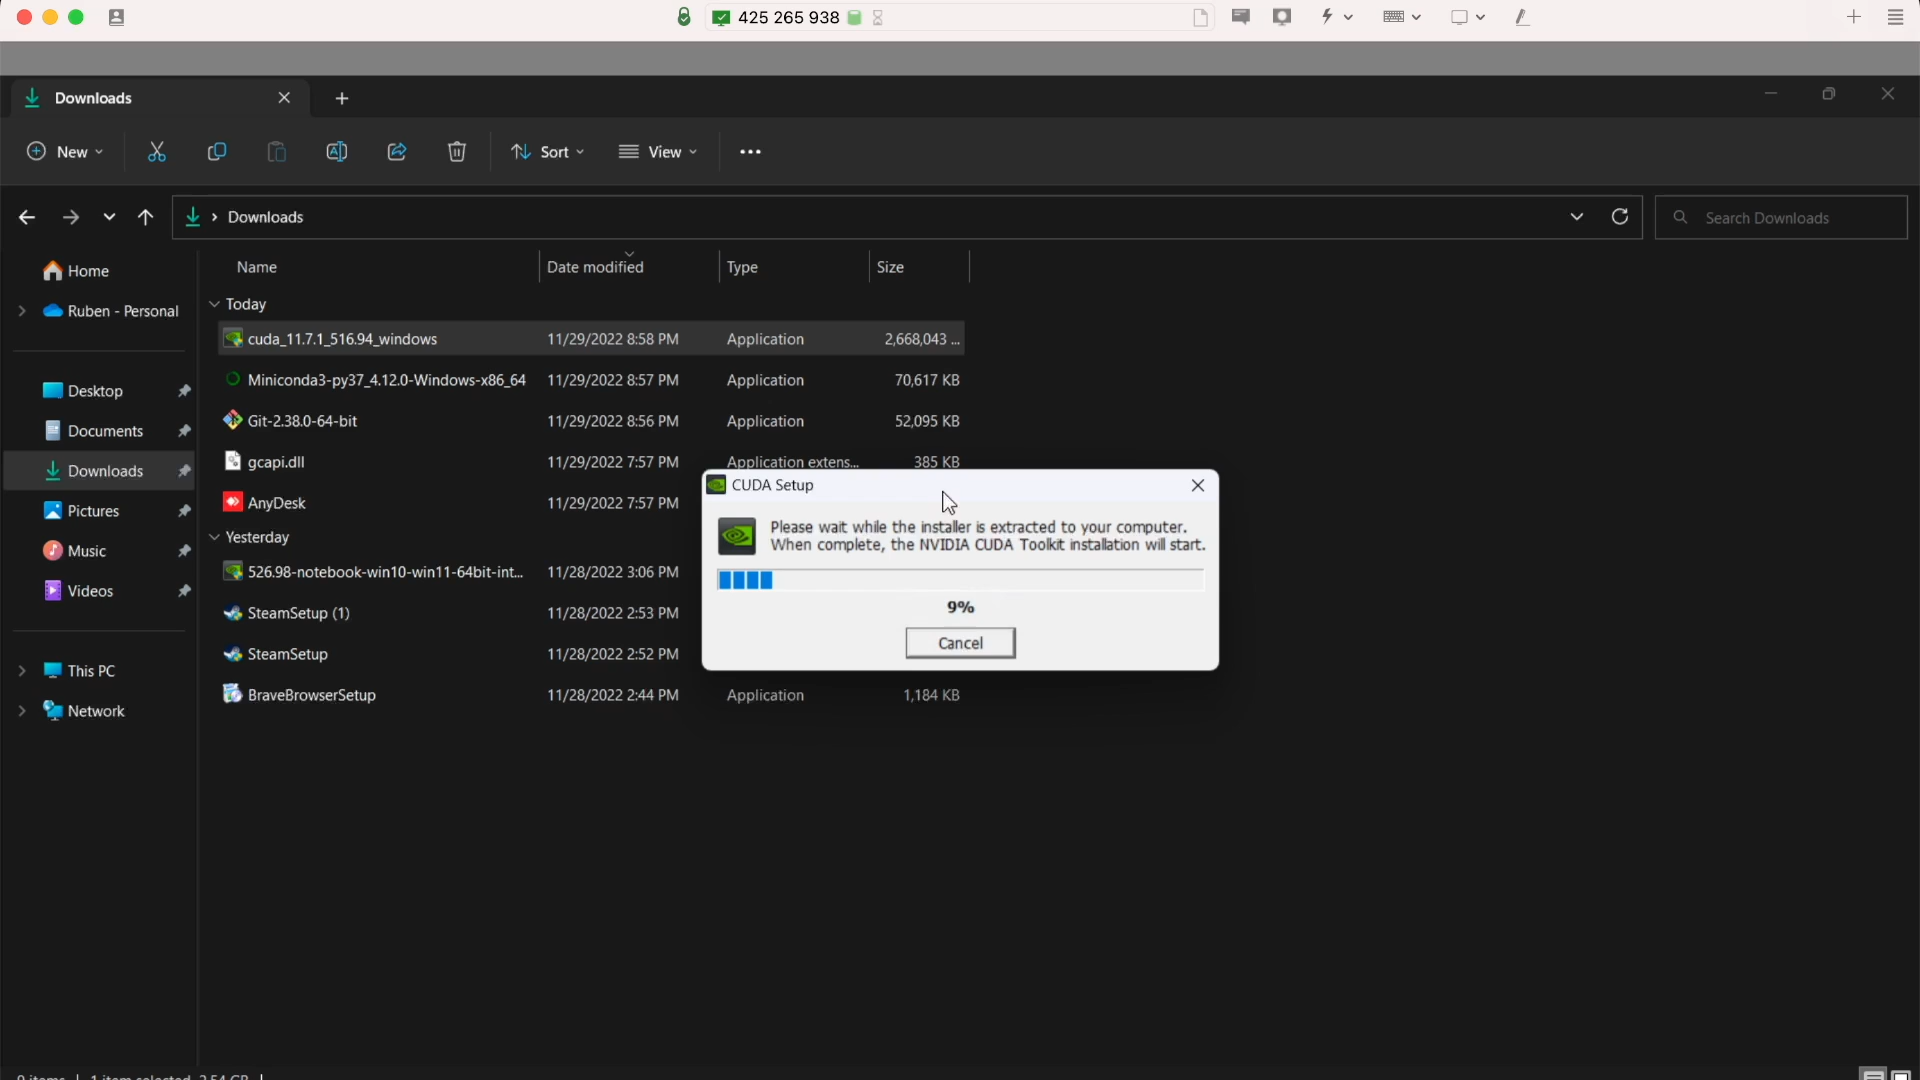 425 265 938
Downloads
New
Sort
View
Downloads
Search Downloads
Name
Date modified
Type
Size
Home
Ruben - Personal
Desktop
Documents
Downloads
Pictures
Music
Videos
This PC
Network
Today
cuda_11.7.1_516.94_windows 11/29/2022 8:58 PM Application 2,668,043 ...
Miniconda3-py37_4.12.0-Windows-x86_64 11/29/2022 8:57 PM Application 70,617 KB
Git-2.38.0-64-bit 11/29/2022 8:56 PM Application 52,095 KB
gcapi.dll 11/29/2022 7:57 PM Application extens... 385 KB
AnyDesk 11/29/2022 7:57 PM
Yesterday
526.98-notebook-win10-win11-64bit-int... 11/28/2022 3:06 PM
SteamSetup (1) 11/28/2022 2:53 PM
SteamSetup 11/28/2022 2:52 PM
BraveBrowserSetup 11/28/2022 2:44 PM Application 1,184 KB
CUDA Setup
Please wait while the installer is extracted to your computer.
When complete, the NVIDIA CUDA Toolkit installation will start.
9%
Cancel
9 items 1 item selected 2.54 GB